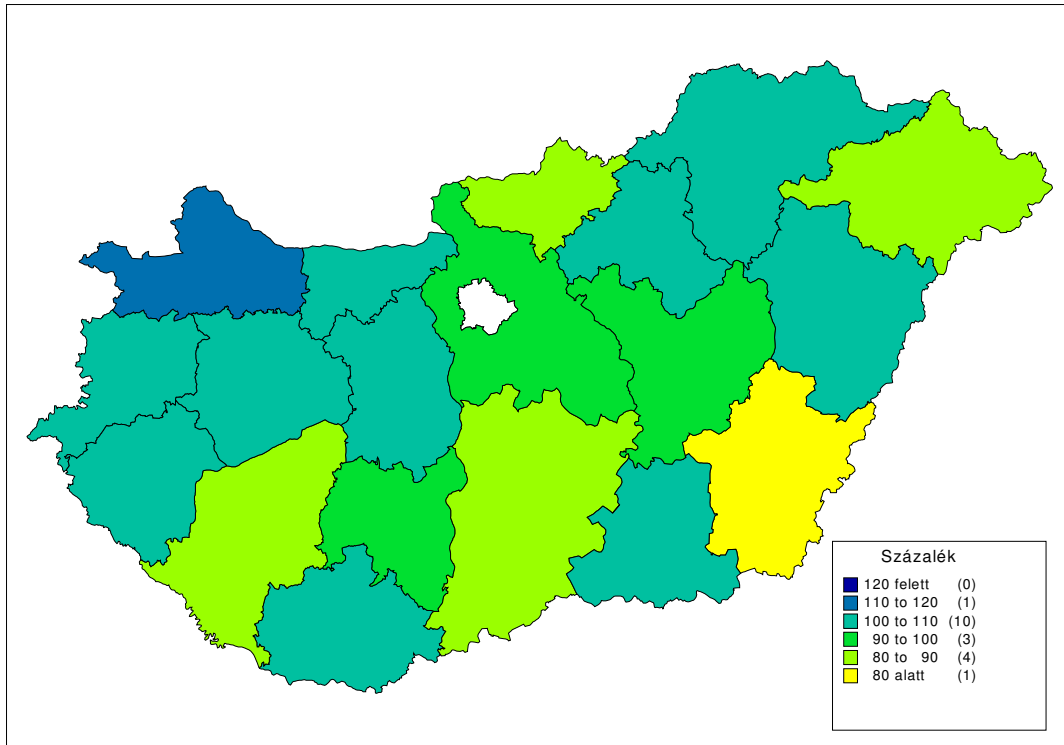 Százalék
120 felett (0)
110 to 120 (1)
100 to 110 (10)
90 to 100 (3)
80 to 90 (4)
80 alatt (1)